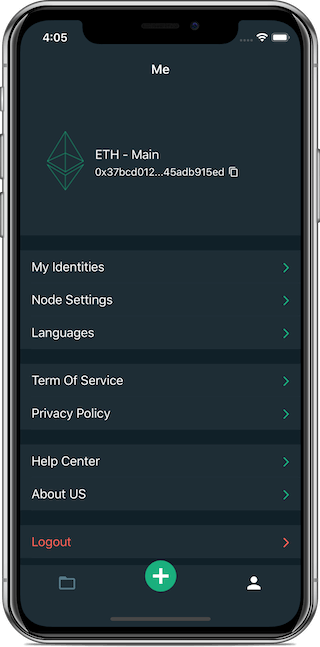 4:05
Me
ETH - Main
0x37bcd012...45adb915ed
My Identities
Node Settings
Languages
Term Of Service
Privacy Policy
Help Center
About US
Logout